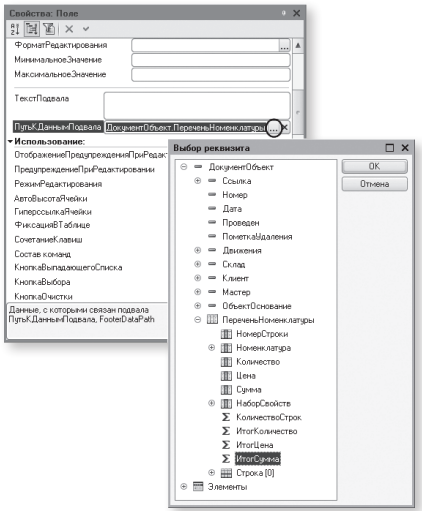 Свойства: Поле
ФорматРедактирования
...
МинимальноеЗначение
МаксимальноеЗначение
ТекстПодвала
ПутьКДаннымПодвала ДокументОбъект.ПереченьНоменклатуры ...
Использование:
ОтображениеПредупрежденияПриРедакт
ПредупреждениеПриРедактировании
РежимРедактирования
АвтоВысотаЯчейки
ГиперссылкаЯчейки
ФиксацияВТаблице
СочетаниеКлавиш
Состав команд
КнопкаВыпадающегоСписка
КнопкаВыбора
КнопкаОчистки
Данные, с которыми связан подвала
ПутьКДаннымПодвала, FooterDataPath
Выбор реквизита
OK
Отмена
ДокументОбъект
Ссылка
Номер
Дата
Проведен
ПометкаУдаления
Движения
Склад
Клиент
Мастер
ОбъектОснование
ПереченьНоменклатуры
НомерСтроки
Номенклатура
Количество
Цена
Сумма
НаборСвойств
КоличествоСтрок
ИтогКоличество
ИтогЦена
ИтогСумма
Строка [0]
Элементы